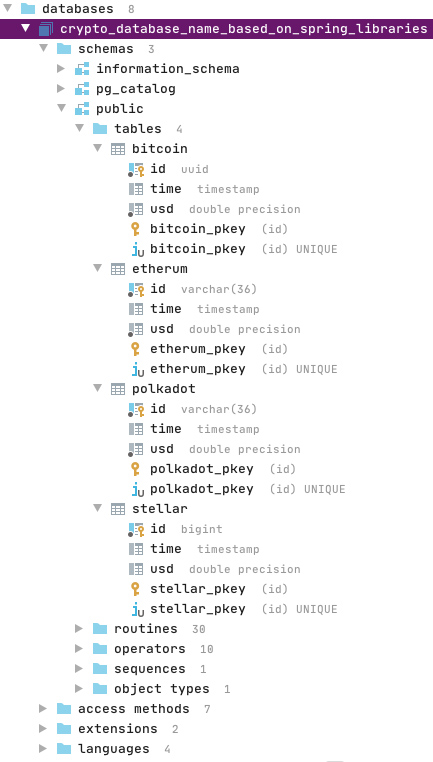 databases 8
crypto_database_name_based_on_spring_libraries
schemas 3
information_schema
pg_catalog
public
tables 4
bitcoin
id uuid
time timestamp
usd double precision
bitcoin_pkey (id)
bitcoin_pkey (id) UNIQUE
etherum
id varchar(36)
time timestamp
usd double precision
etherum_pkey (id)
etherum_pkey (id) UNIQUE
polkadot
id varchar(36)
time timestamp
usd double precision
polkadot_pkey (id)
polkadot_pkey (id) UNIQUE
stellar
id bigint
time timestamp
usd double precision
stellar_pkey (id)
stellar_pkey (id) UNIQUE
routines 30
operators 10
sequences 1
object types 1
access methods 7
extensions 2
languages 4